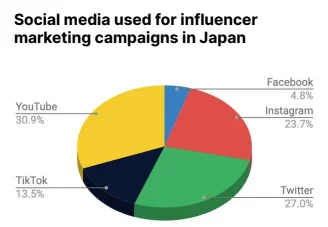 Social media used for influencer
marketing campaigns in Japan
Facebook
4.8%
Instagram
23.7%
Twitter
27.0%
TikTok
13.5%
YouTube
30.9%